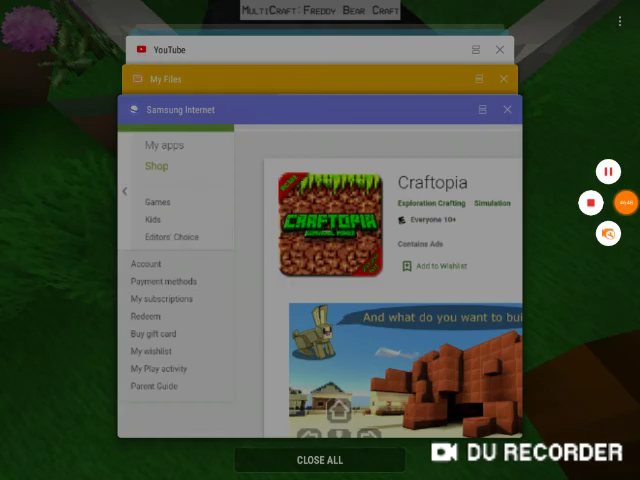 MultiCraft: Freddy Bear Craft
YouTube
My Files
Samsung Internet
My apps
Shop
Games
Kids
Editors' Choice
Account
Payment methods
My subscriptions
Redeem
Buy gift card
My wishlist
My Play activity
Parent Guide
CRAFTOPIA
Craftopia
Exploration Crafting Simulation
Everyone 10+
Contains Ads
Add to Wishlist
And what do you want to bui
CLOSE ALL
DU RECORDER